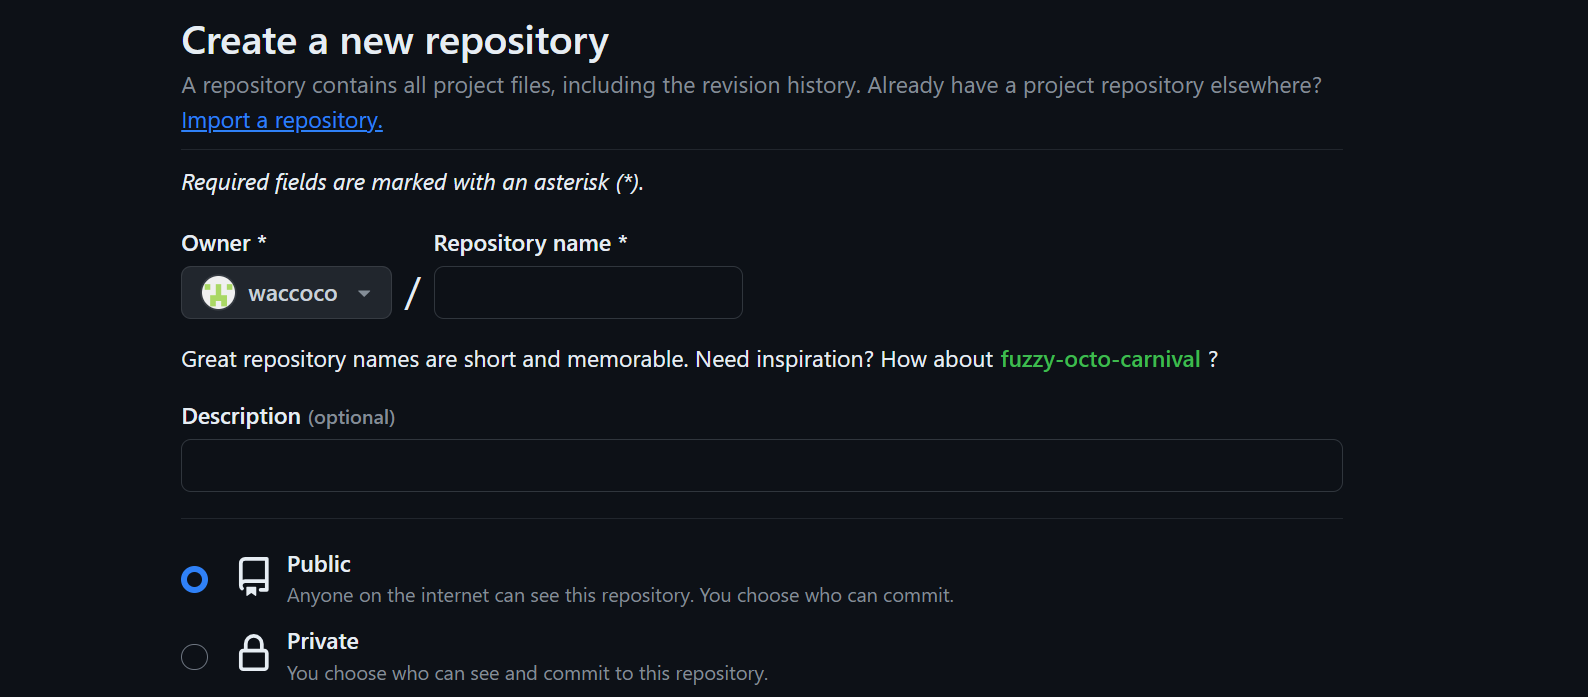 Create a new repository
A repository contains all project files, including the revision history. Already have a project repository elsewhere?
Import a repository.
Required fields are marked with an asterisk (*).
Owner * Repository name *
waccoco /
Great repository names are short and memorable. Need inspiration? How about fuzzy-octo-carnival ?
Description (optional)
Public
Anyone on the internet can see this repository. You choose who can commit.
Private
You choose who can see and commit to this repository.